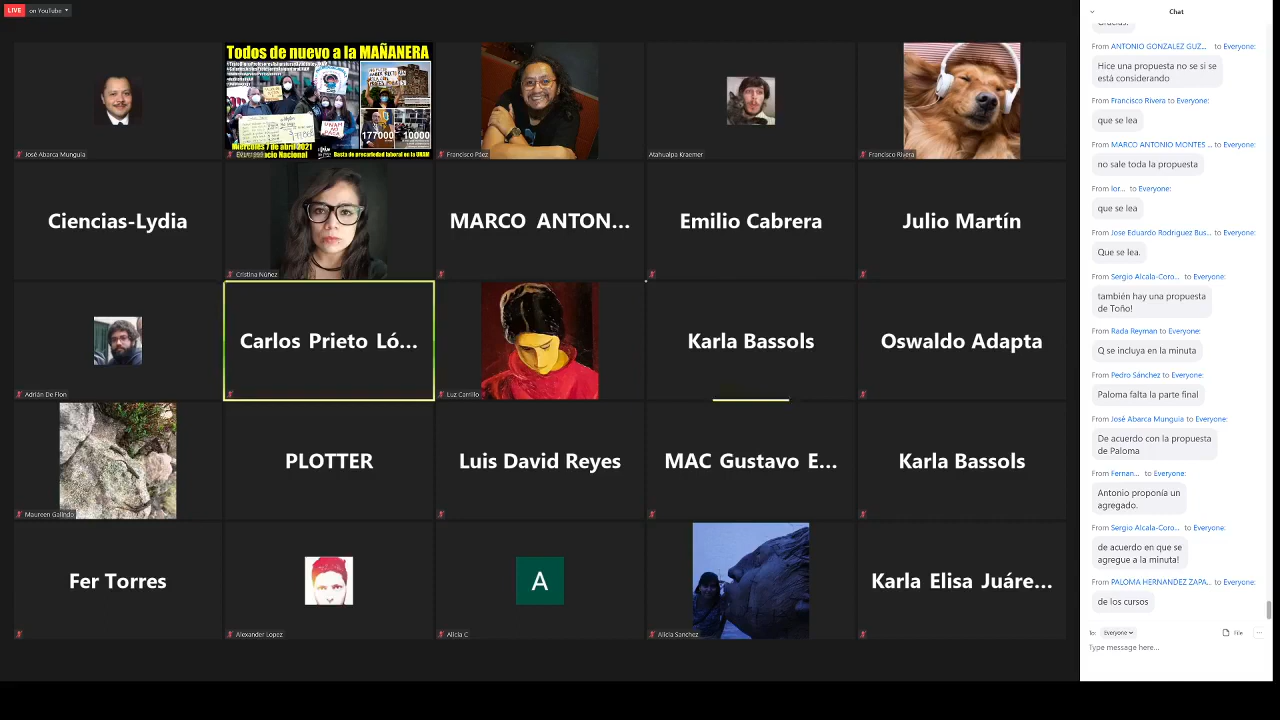 LIVE on YouTube
José Abarca Munguia
Todos de nuevo a la MAÑANERA
177000
10000
Miércoles 7 de abril 2021
Basta de precariedad laboral en la UNAM
Francisco Páez
Atahualpa Kraemer
Francisco Rivera
Ciencias-Lydia
Cristina Núñez
MARCO ANTON...
Emilio Cabrera
Julio Martín
Adrián De Flon
Carlos Prieto Ló...
Luz Carrillo
Karla Bassols
Oswaldo Adapta
Maureen Galindo
PLOTTER
Luis David Reyes
MAC Gustavo E...
Karla Bassols
Fer Torres
Alexander Lopez
A
Alicia C
Alicia Sanchez
Karla Elisa Juáre...
Chat
From ANTONIO GONZALEZ GUZ... to Everyone:
Hice una propuesta no se si se
está considerando
From Francisco Rivera to Everyone:
que se lea
From MARCO ANTONIO MONTES ... to Everyone:
no sale toda la propuesta
From lor... to Everyone:
que se lea
From Jose Eduardo Rodriguez Bus... to Everyone:
Que se lea.
From Sergio Alcala-Coro... to Everyone:
también hay una propuesta
de Toño!
From Rada Reyman to Everyone:
Q se incluya en la minuta
From Pedro Sánchez to Everyone:
Paloma falta la parte final
From José Abarca Munguia to Everyone:
De acuerdo con la propuesta
de Paloma
From Fernan... to Everyone:
Antonio proponía un
agregado.
From Sergio Alcala-Coro... to Everyone:
de acuerdo en que se
agregue a la minuta!
From PALOMA HERNANDEZ ZAPA... to Everyone:
de los cursos
To: Everyone
File
Type message here...